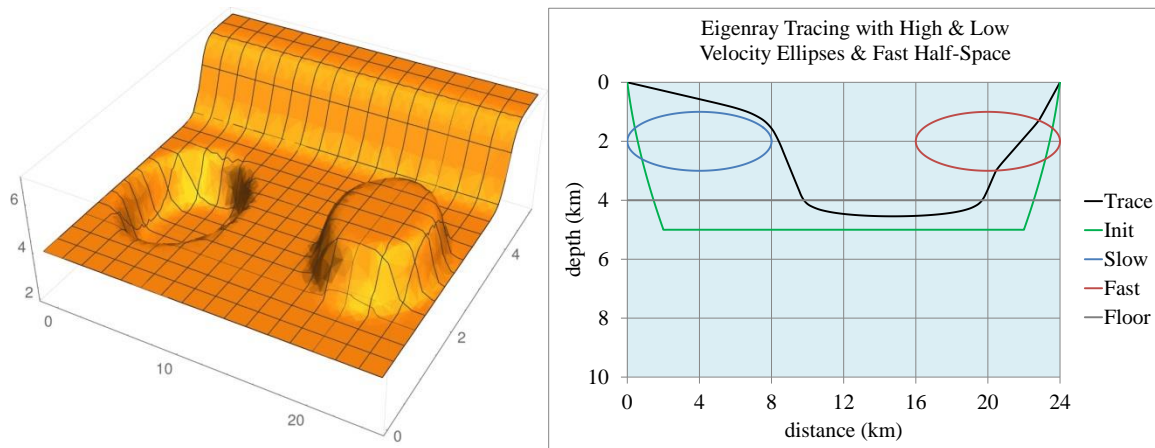 6
4
2
0
10
20
0
2
4
Eigenray Tracing with High & Low
Velocity Ellipses & Fast Half-Space
0
2
4
6
8
10
depth (km)
0 4 8 12 16 20 24
distance (km)
Trace
Init
Slow
Fast
Floor